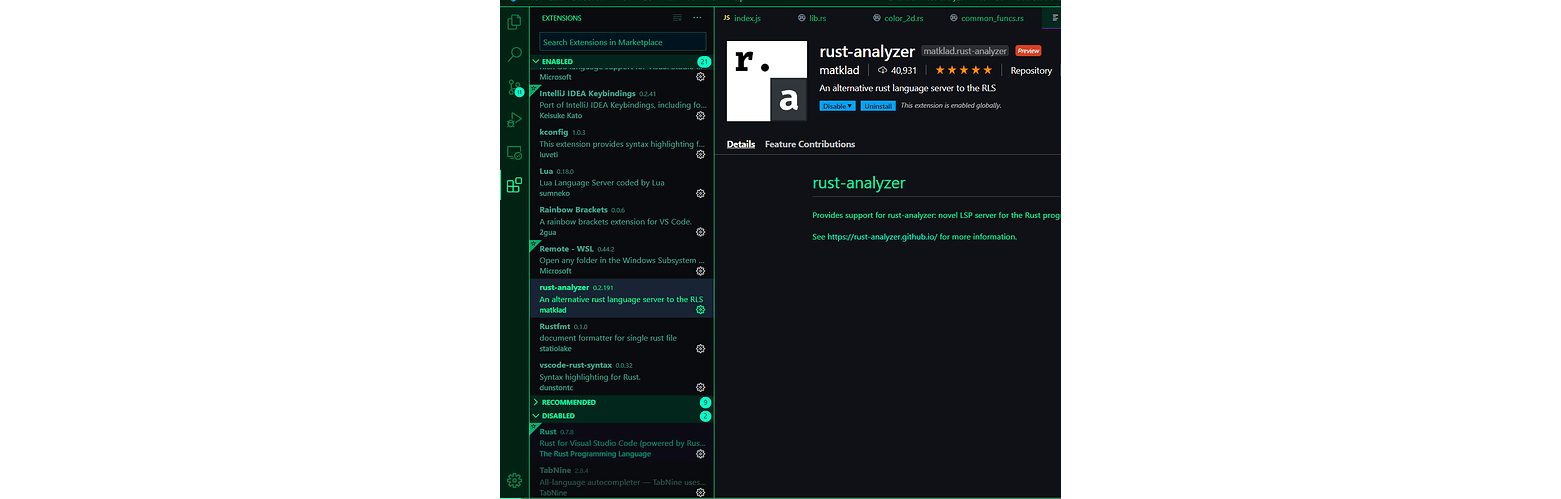 EXTENSIONS
Search Extensions in Marketplace
ENABLED 21
Microsoft
IntelliJ IDEA Keybindings 0.2.41
Port of IntelliJ IDEA Keybindings, including fo...
Keisuke Kato
kconfig 1.0.3
This extension provides syntax highlighting f...
luveti
Lua 0.18.0
Lua Language Server coded by Lua
sumneko
Rainbow Brackets 0.0.6
A rainbow brackets extension for VS Code.
2gua
Remote - WSL 0.44.2
Open any folder in the Windows Subsystem ...
Microsoft
rust-analyzer 0.2.191
An alternative rust language server to the RLS
matklad
Rustfmt 0.1.0
document formatter for single rust file
statiolake
vscode-rust-syntax 0.0.32
Syntax highlighting for Rust.
dunstontc
RECOMMENDED 9
DISABLED 2
Rust 0.7.8
Rust for Visual Studio Code (powered by Rus...
The Rust Programming Language
TabNine 2.8.4
All-language autocompleter — TabNine uses...
TabNine
JS index.js lib.rs color_2d.rs common_funcs.rs
r.
a
rust-analyzer matklad.rust-analyzer Preview
matklad 40,931 ★★★★★ Repository
An alternative rust language server to the RLS
Disable Uninstall This extension is enabled globally.
Details Feature Contributions
rust-analyzer
Provides support for rust-analyzer: novel LSP server for the Rust prog
See https://rust-analyzer.github.io/ for more information.